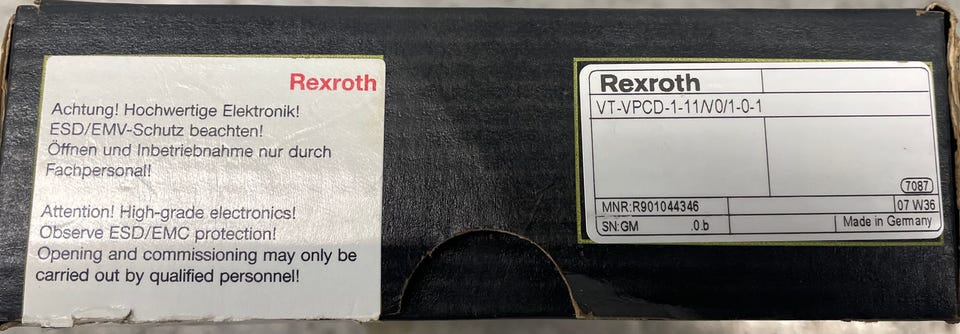 Rexroth
Achtung! Hochwertige Elektronik!
ESD/EMV-Schutz beachten!
Öffnen und Inbetriebnahme nur durch
Fachpersonal!
Attention! High-grade electronics!
Observe ESD/EMC protection!
Opening and commissioning may only be
carried out by qualified personnel!
Rexroth
VT-VPCD-1-11/V0/1-0-1
7087
MNR:R901044346 07 W36
SN:GM .0.b Made in Germany